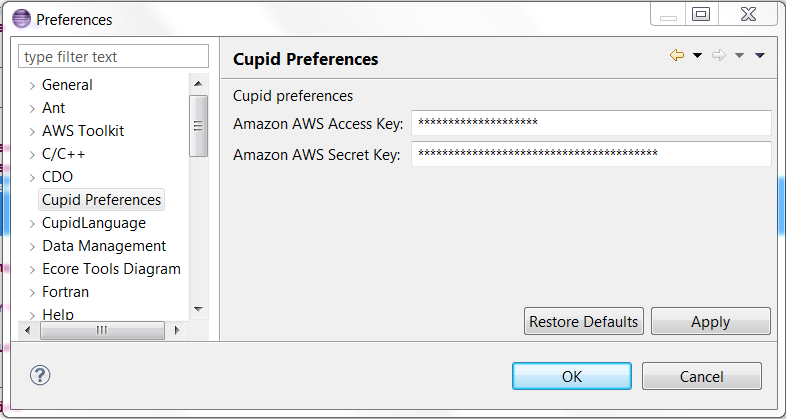 Preferences
type filter text
General
Ant
AWS Toolkit
C/C++
CDO
Cupid Preferences
CupidLanguage
Data Management
Ecore Tools Diagram
Fortran
Help
Cupid Preferences
Cupid preferences
Amazon AWS Access Key: ********************
Amazon AWS Secret Key: ****************************************
Restore Defaults Apply
? OK Cancel